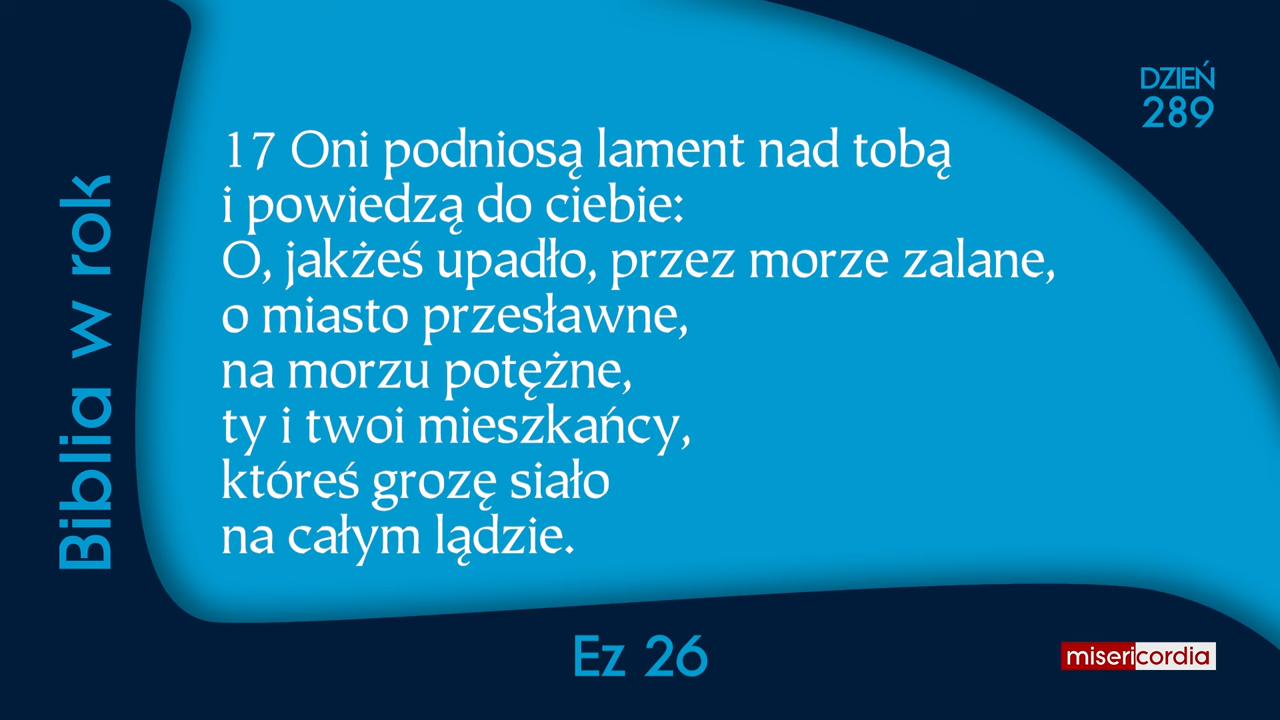 DZIEŃ
289
17 Oni podniosą lament nad tobą
i powiedzą do ciebie:
O, jakżeś upadło, przez morze zalane,
o miasto przesławne,
na morzu potężne,
ty i twoi mieszkańcy,
któreś grozę siało
na całym lądzie.
Biblia w rok
Ez 26
misericordia